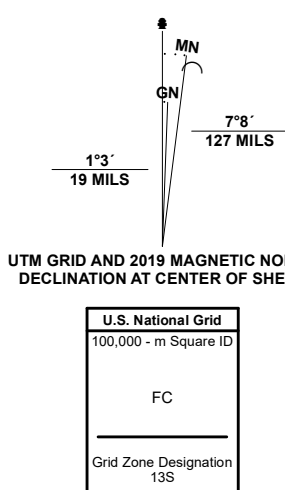 MN
GN
7°8´
127 MILS
1°3´
19 MILS
UTM GRID AND 2019 MAGNETIC NO
DECLINATION AT CENTER OF SHE
U.S. National Grid
100,000 - m Square ID
FC
Grid Zone Designation
13S